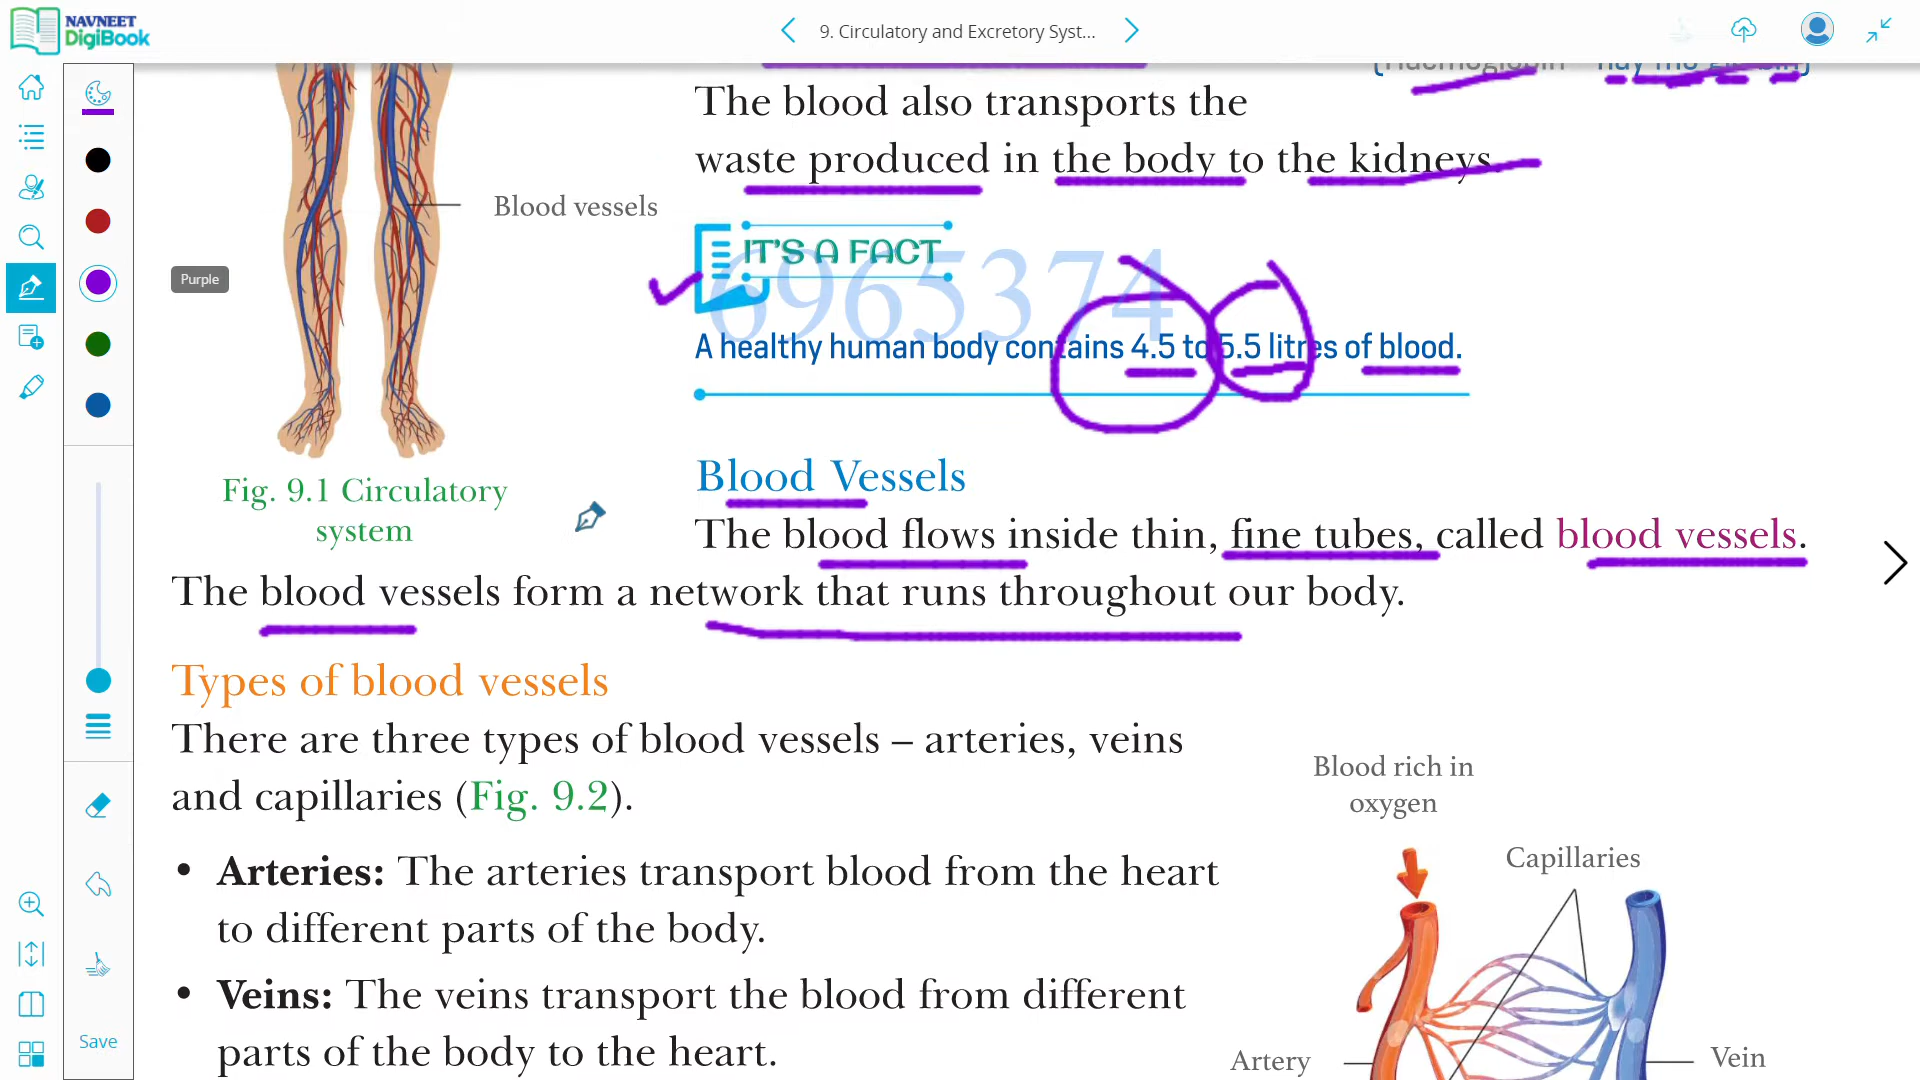 NAVNEET
DigiBook
9. Circulatory and Excretory Syst...
The blood also transports the
waste produced in the body to the kidneys.
Blood vessels
Purple
IT'S A FACT
6965374
A healthy human body contains 4.5 to 5.5 litres of blood.
Fig. 9.1 Circulatory
system
Blood Vessels
The blood flows inside thin, fine tubes, called blood vessels.
The blood vessels form a network that runs throughout our body.
Types of blood vessels
There are three types of blood vessels – arteries, veins
and capillaries (Fig. 9.2).
• Arteries: The arteries transport blood from the heart
to different parts of the body.
• Veins: The veins transport the blood from different
parts of the body to the heart.
Blood rich in
oxygen
Capillaries
Artery
Vein
Save